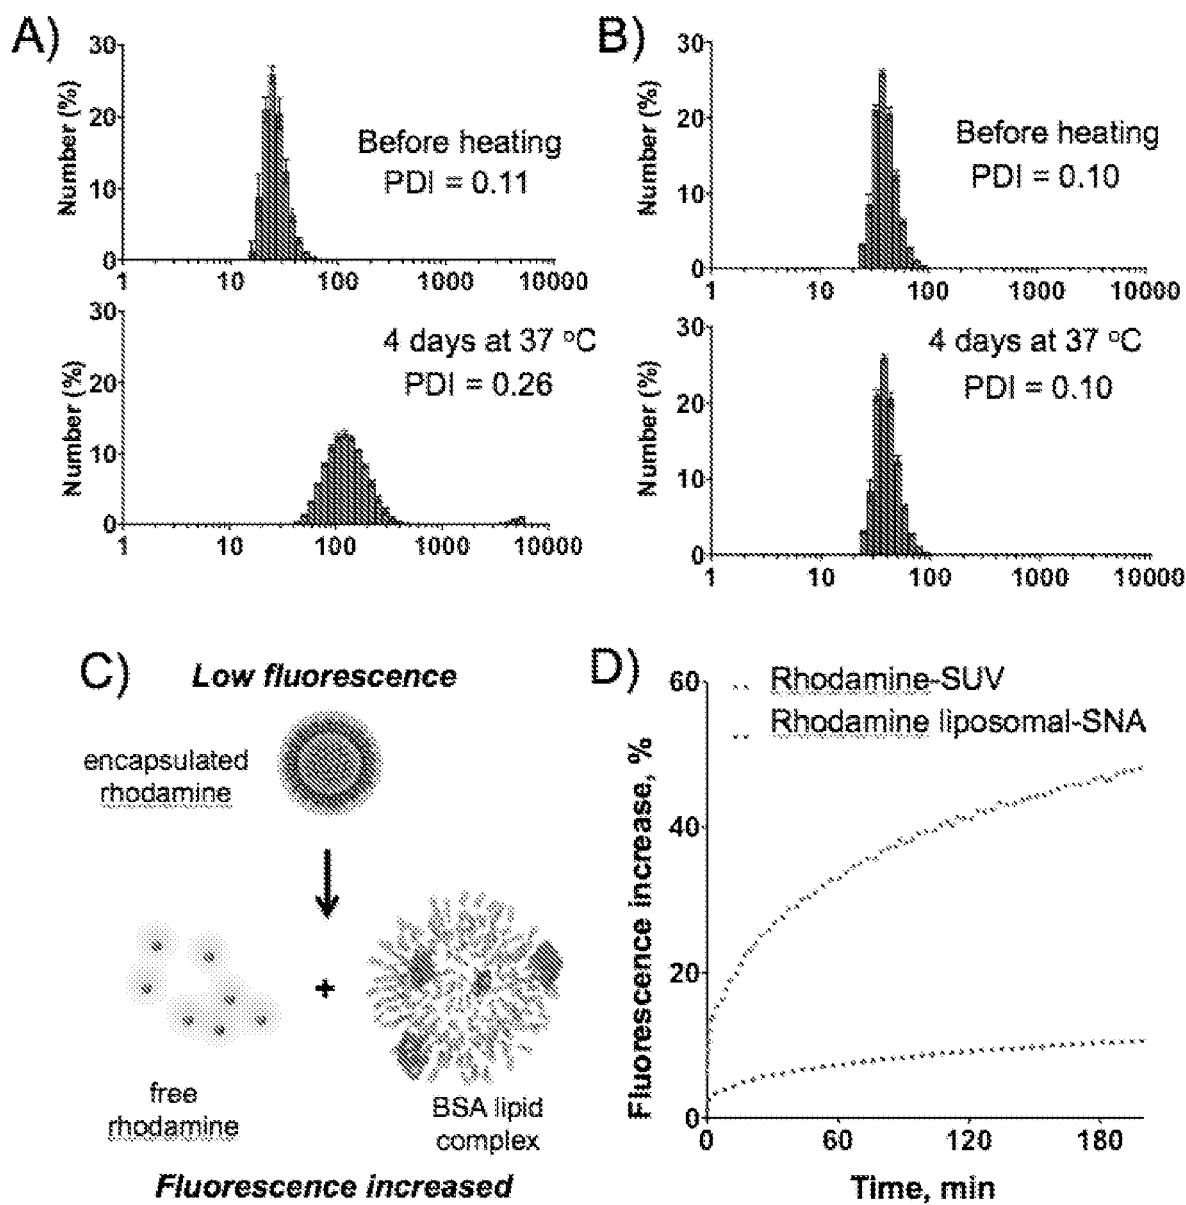 A)
30
20
10
0
Number (%)
Before heating
PDI = 0.11
1 10 100 1000 10000
30
20
10
0
Number (%)
4 days at 37 ºC
PDI = 0.26
1 10 100 1000 10000
B)
30
20
10
0
Number (%)
Before heating
PDI = 0.10
1 10 100 1000 10000
30
20
10
0
Number (%)
4 days at 37 ºC
PDI = 0.10
1 10 100 1000 10000
C)
Low fluorescence
encapsulated
rhodamine
+
free
rhodamine
BSA lipid
complex
Fluorescence increased
D)
Rhodamine-SUV
Rhodamine liposomal-SNA
60
40
20
0
Fluorescence increase, %
0 60 120 180
Time, min